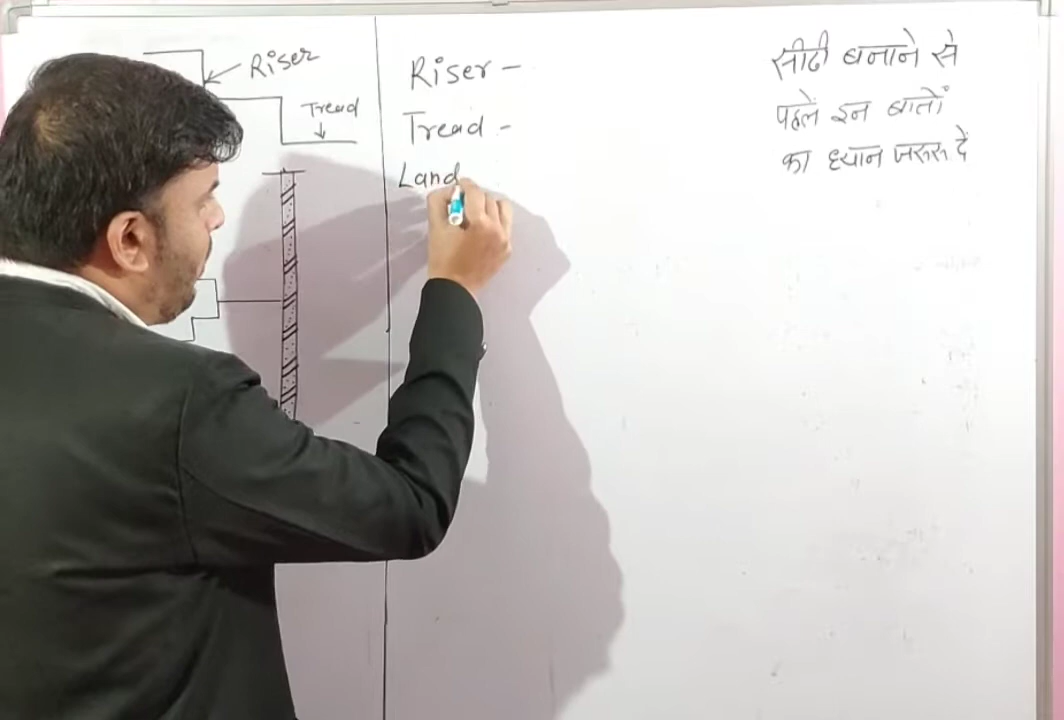 Riser
Tread
Riser -
Tread -
Land
सीढी बनाने से
पहलें इन बातों
का ध्यान जरूर दें